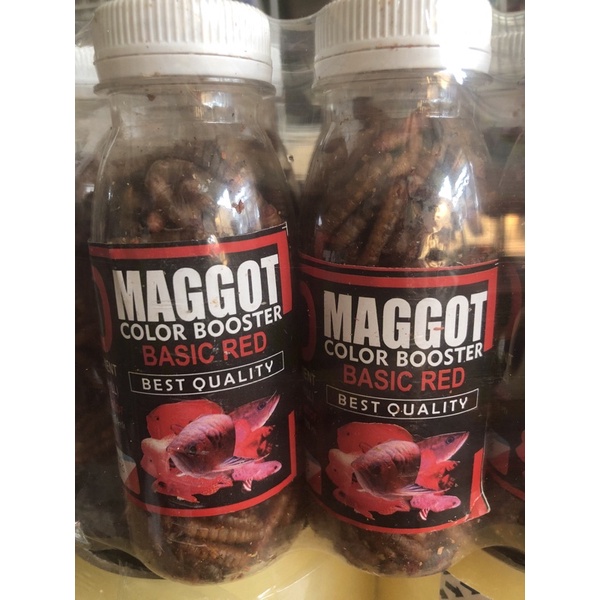 MAGGOT
COLOR BOOSTER
BASIC RED
BEST QUALITY
MAGGOT
COLOR BOOSTER
BASIC RED
BEST QUALITY